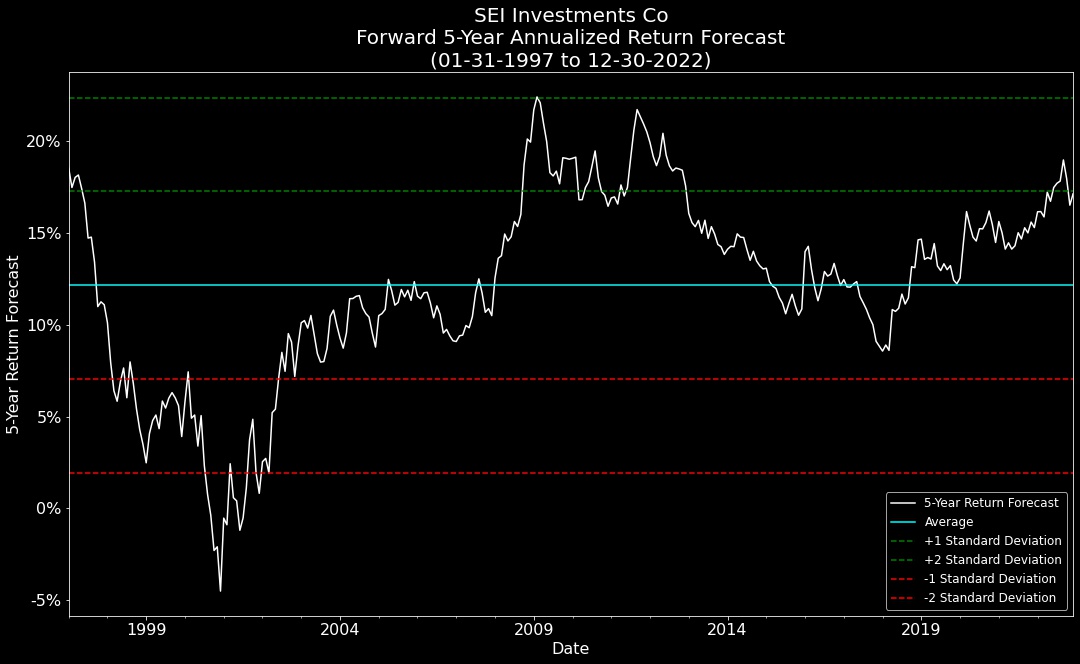 SEI Investments Co
Forward 5-Year Annualized Return Forecast
(01-31-1997 to 12-30-2022)
20%
15%
10%
5%
0%
-5%
5-Year Return Forecast
1999
2004
2009
2014
2019
Date
5-Year Return Forecast
Average
+1 Standard Deviation
+2 Standard Deviation
-1 Standard Deviation
-2 Standard Deviation